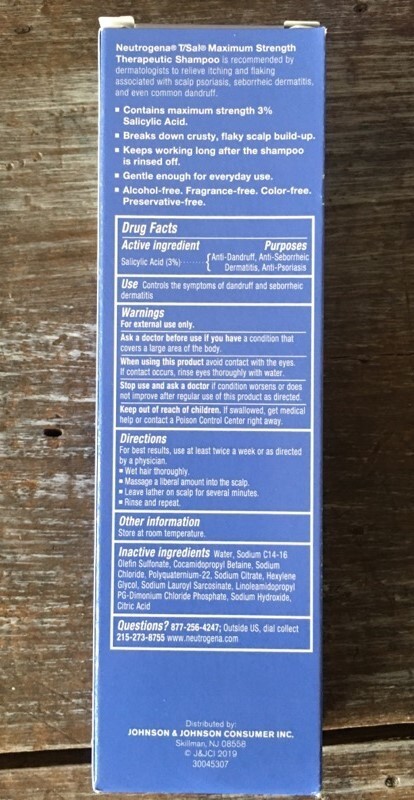 Neutrogena® T/Sal® Maximum Strength
Therapeutic Shampoo is recommended by
dermatologists to relieve itching and flaking
associated with scalp psoriasis, seborrheic dermatitis,
and even common dandruff.
▪ Contains maximum strength 3%
Salicylic Acid.
▪ Breaks down crusty, flaky scalp build-up.
▪ Keeps working long after the shampoo
is rinsed off.
▪ Gentle enough for everyday use.
▪ Alcohol-free. Fragrance-free. Color-free.
Preservative-free.
Drug Facts
Active ingredient Purposes
Salicylic Acid (3%)········{Anti-Dandruff, Anti-Seborrheic
Dermatitis, Anti-Psoriasis
Use Controls the symptoms of dandruff and seborrheic
dermatitis
Warnings
For external use only.
Ask a doctor before use if you have a condition that
covers a large area of the body.
When using this product avoid contact with the eyes.
If contact occurs, rinse eyes thoroughly with water.
Stop use and ask a doctor if condition worsens or does
not improve after regular use of this product as directed.
Keep out of reach of children. If swallowed, get medical
help or contact a Poison Control Center right away.
Directions
For best results, use at least twice a week or as directed
by a physician.
▪ Wet hair thoroughly.
▪ Massage a liberal amount into the scalp.
▪ Leave lather on scalp for several minutes.
▪ Rinse and repeat.
Other information
Store at room temperature.
Inactive ingredients Water, Sodium C14-16
Olefin Sulfonate, Cocamidopropyl Betaine, Sodium
Chloride, Polyquaternium-22, Sodium Citrate, Hexylene
Glycol, Sodium Lauroyl Sarcosinate, Linoleamidopropyl
PG-Dimonium Chloride Phosphate, Sodium Hydroxide,
Citric Acid
Questions? 877-256-4247; Outside US, dial collect
215-273-8755 www.neutrogena.com
Distributed by:
JOHNSON & JOHNSON CONSUMER INC.
Skillman, NJ 08558
© J&JCI 2019
30045307